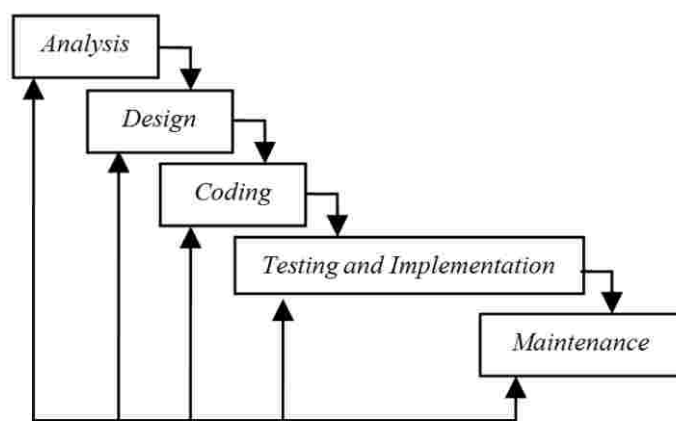 Analysis
Design
Coding
Testing and Implementation
Maintenance